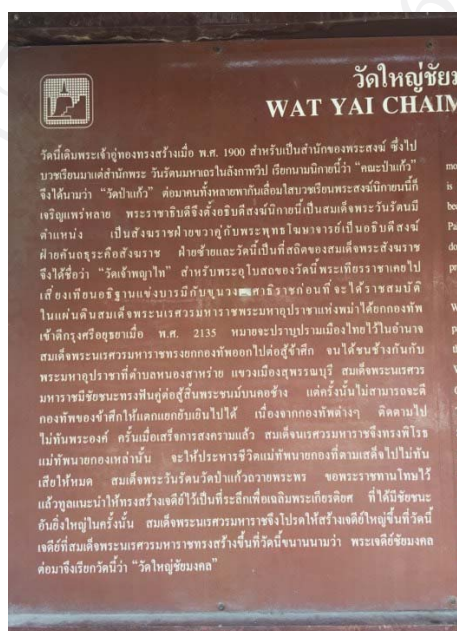 วัดใหญ่ชัยม
WAT YAI CHAIM
วัดนี้เดิมพระเจ้าอู่ทองทรงสร้างเมื่อ พ.ศ. 1900 สำหรับเป็นสำนักของพระสงฆ์ ซึ่งไป
บวชเรียนมาแต่สำนักพระ วันรัตนมหาเถรในลังกาทวีป เรียกนามนิกายนี้ว่า “คณะป่าแก้ว”
จึงได้นามว่า “วัดป่าแก้ว” ต่อมาคนทั้งหลายพากันเลื่อมใสบวชเรียนพระสงฆ์นิกายนี้ก็
เจริญแพร่หลาย พระราชาธิบดีจึงตั้งอธิบดีสงฆ์นิกายนี้เป็นสมเด็จพระวันรัตนมี
ตำแหน่ง เป็นสังฆราชฝ่ายขวาคู่กับพระพุทธโฆษาจารย์เป็นอธิบดีสงฆ์
ฝ่ายคันถธุระคือสังฆราช ฝ่ายซ้ายและวัดนี้เป็นที่สถิตของสมเด็จพระสังฆราช
จึงได้ชื่อว่า “วัดเจ้าพญาไท” สำหรับพระอุโบสถของวัดนี้พระเทียรราชาเคยไป
เสี่ยงเทียนอธิฐานแข่งบารมีกับขุนวรวงศาธิราชก่อนที่จะได้ราชสมบัติ
ในแผ่นดินสมเด็จพระนเรศวรมหาราชพระมหาอุปราชาแห่งพม่าได้ยกกองทัพ
เข้าตีกรุงศรีอยุธยาเมื่อ พ.ศ. 2135 หมายจะปราบปรามเมืองไทยไว้ในอำนาจ
สมเด็จพระนเรศวรมหาราชทรงยกกองทัพออกไปต่อสู้ข้าศึก จนได้ชนช้างกันกับ
พระมหาอุปราชาที่ตำบลหนองสาหร่าย แขวงเมืองสุพรรณบุรี สมเด็จพระนเรศวร
มหาราชมีชัยชนะทรงฟันคู่ต่อสู้สิ้นพระชนม์บนคอช้าง แต่ครั้งนั้นไม่สามารถจะตี
กองทัพของข้าศึกให้แตกแยกยับเยินไปได้ เนื่องจากกองทัพต่างๆ ติดตามไป
ไม่ทันพระองค์ ครั้นเมื่อเสร็จการสงครามแล้ว สมเด็จนเรศวรมหาราชจึงทรงพิโรธ
แม่ทัพนายกองเหล่านั้น จะให้ประหารชีวิตแม่ทัพนายกองที่ตามเสด็จไปไม่ทัน
เสียให้หมด สมเด็จพระวันรัตนวัดป่าแก้วถวายพระพร ขอพระราชทานโทษไว้
แล้วทูลแนะนำให้ทรงสร้างเจดีย์ไว้เป็นที่ระลึกเพื่อเฉลิมพระเกียรติยศ ที่ได้มีชัยชนะ
อันยิ่งใหญ่ในครั้งนั้น สมเด็จพระนเรศวรมหาราชจึงโปรดให้สร้างเจดีย์ใหญ่ขึ้นที่วัดนี้
เจดีย์ที่สมเด็จพระนเรศวรมหาราชทรงสร้างขึ้นที่วัดนี้ขนานนามว่า พระเจดีย์ชัยมงคล
ต่อมาจึงเรียกวัดนี้ว่า “วัดใหญ่ชัยมงคล”